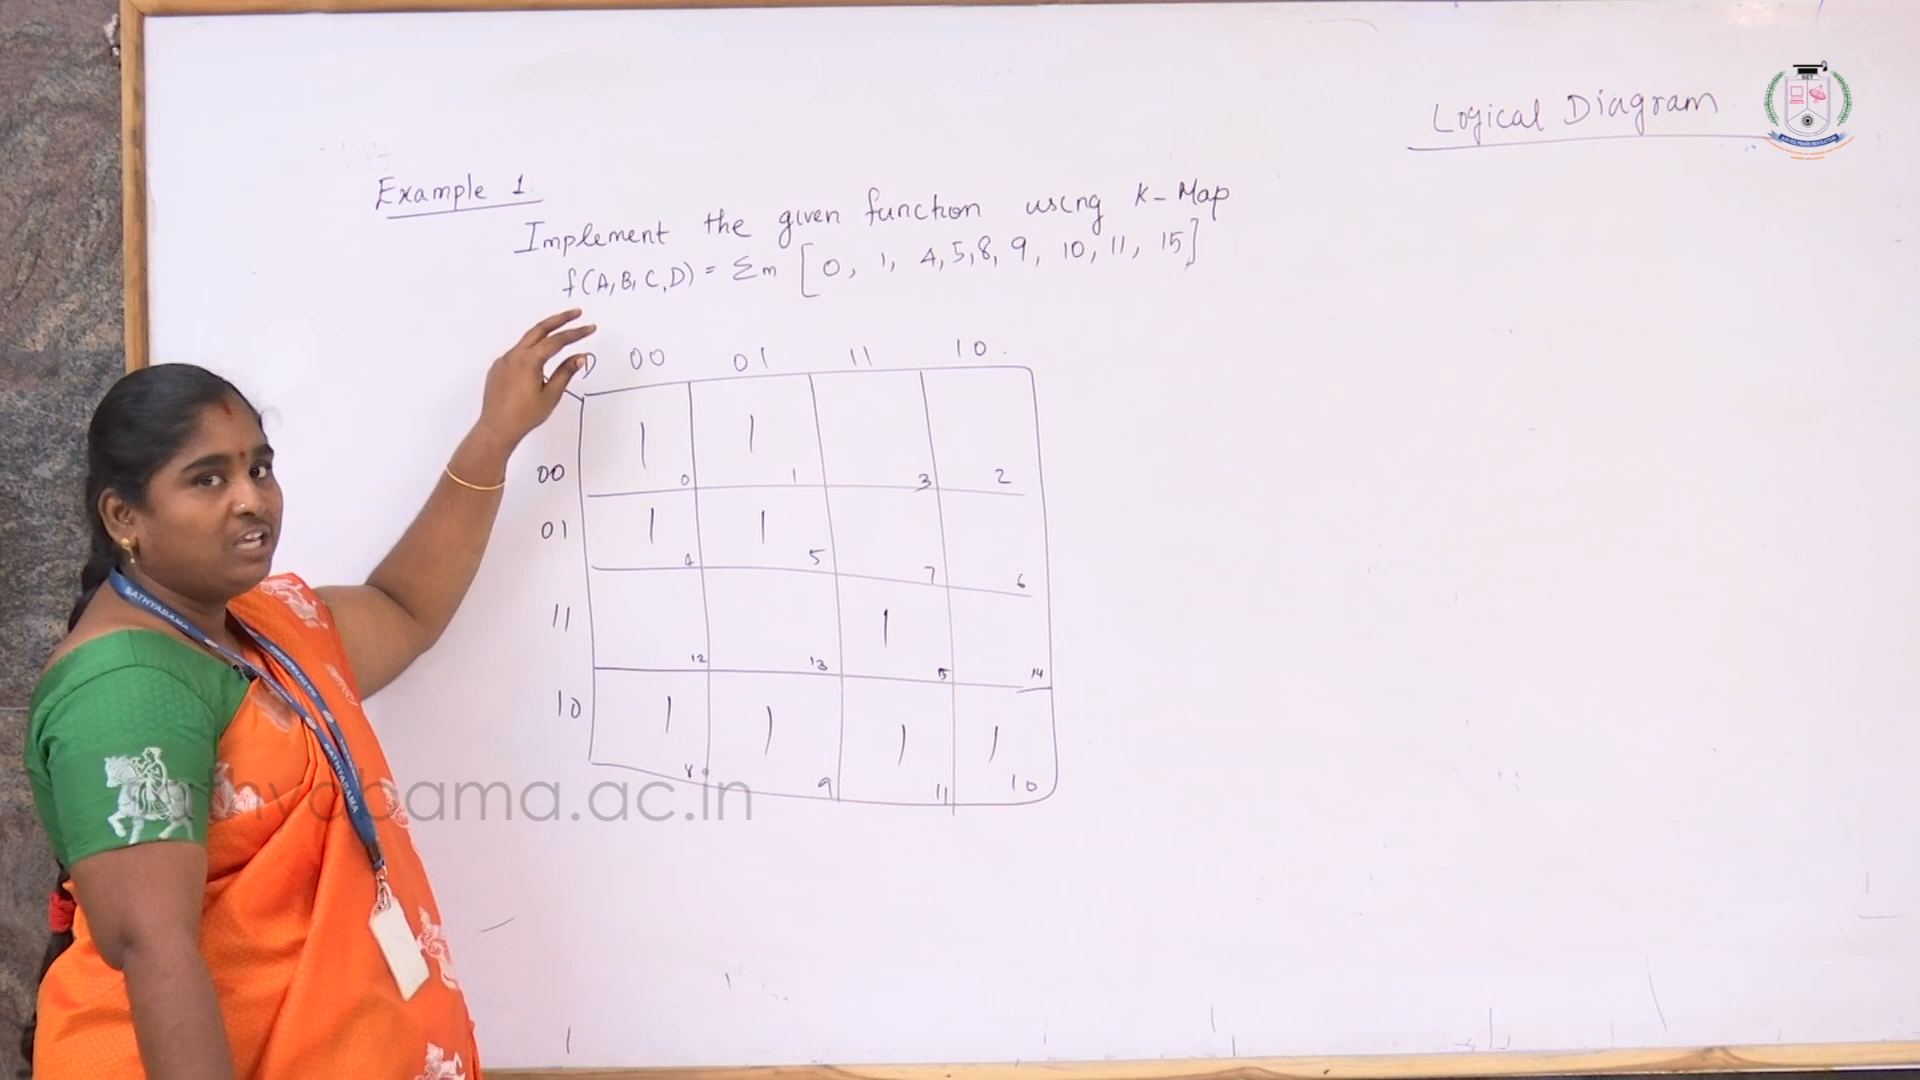 Logical Diagram
Example 1
Implement the given function using K-Map
f(A,B,C,D) = Σm [0, 1, 4,5,8, 9, 10, 11, 15]
D 00 01 11 10
00 1 1
0 1 3 2
01 1 1
4 5 7 6
11 1
12 13 15 14
10 1 1 1 1
8 9 11 10
SATHYABAMA
SATHYABAMA
sathyabama.ac.in